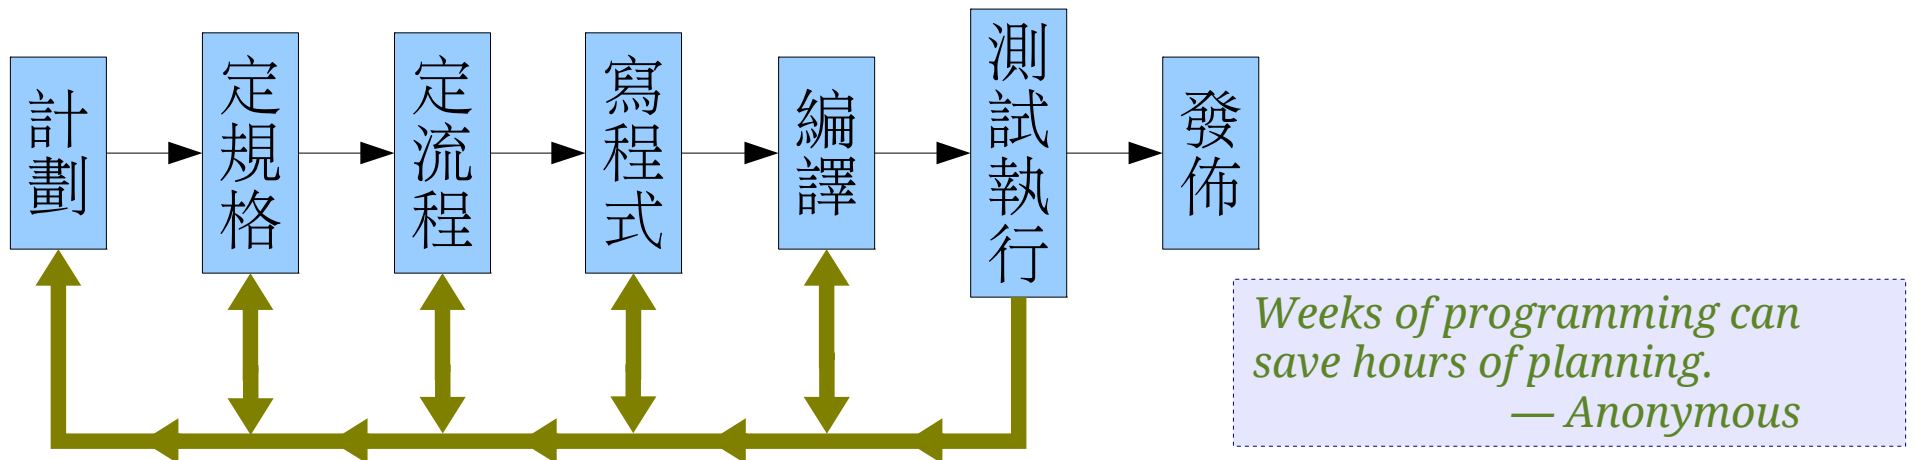 計劃
定規格
定流程
寫程式
編譯
測試執行
發佈
Weeks of programming can
save hours of planning.
— Anonymous